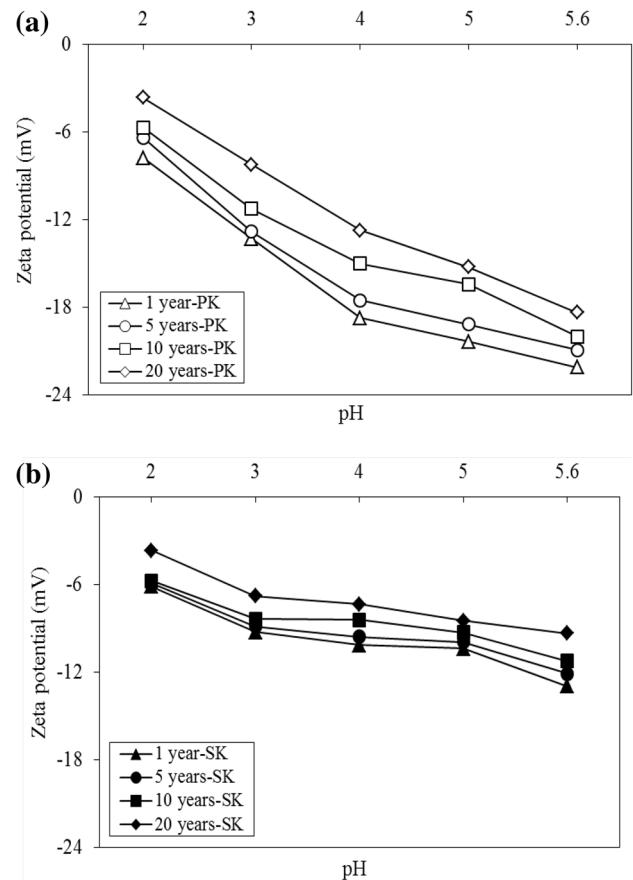 (a)
2 3 4 5 5.6
0
-6
-12
-18
-24
Zeta potential (mV)
1 year-PK
5 years-PK
10 years-PK
20 years-PK
pH
(b)
2 3 4 5 5.6
0
-6
-12
-18
-24
Zeta potential (mV)
1 year-SK
5 years-SK
10 years-SK
20 years-SK
pH